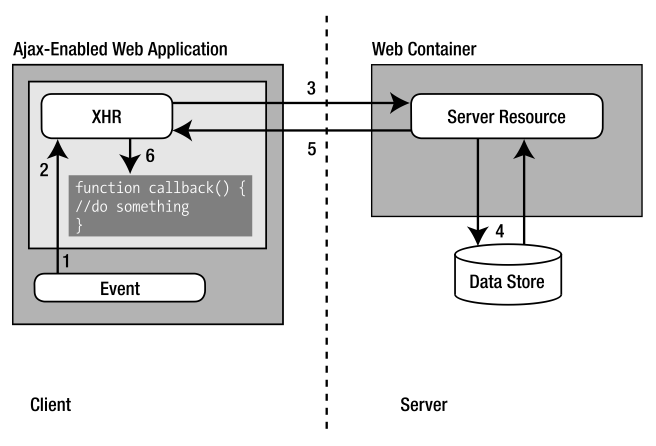 Ajax-Enabled Web Application
Web Container
XHR
3
Server Resource
5
2
6
function callback() {
//do something
}
1
4
Event
Data Store
Client
Server